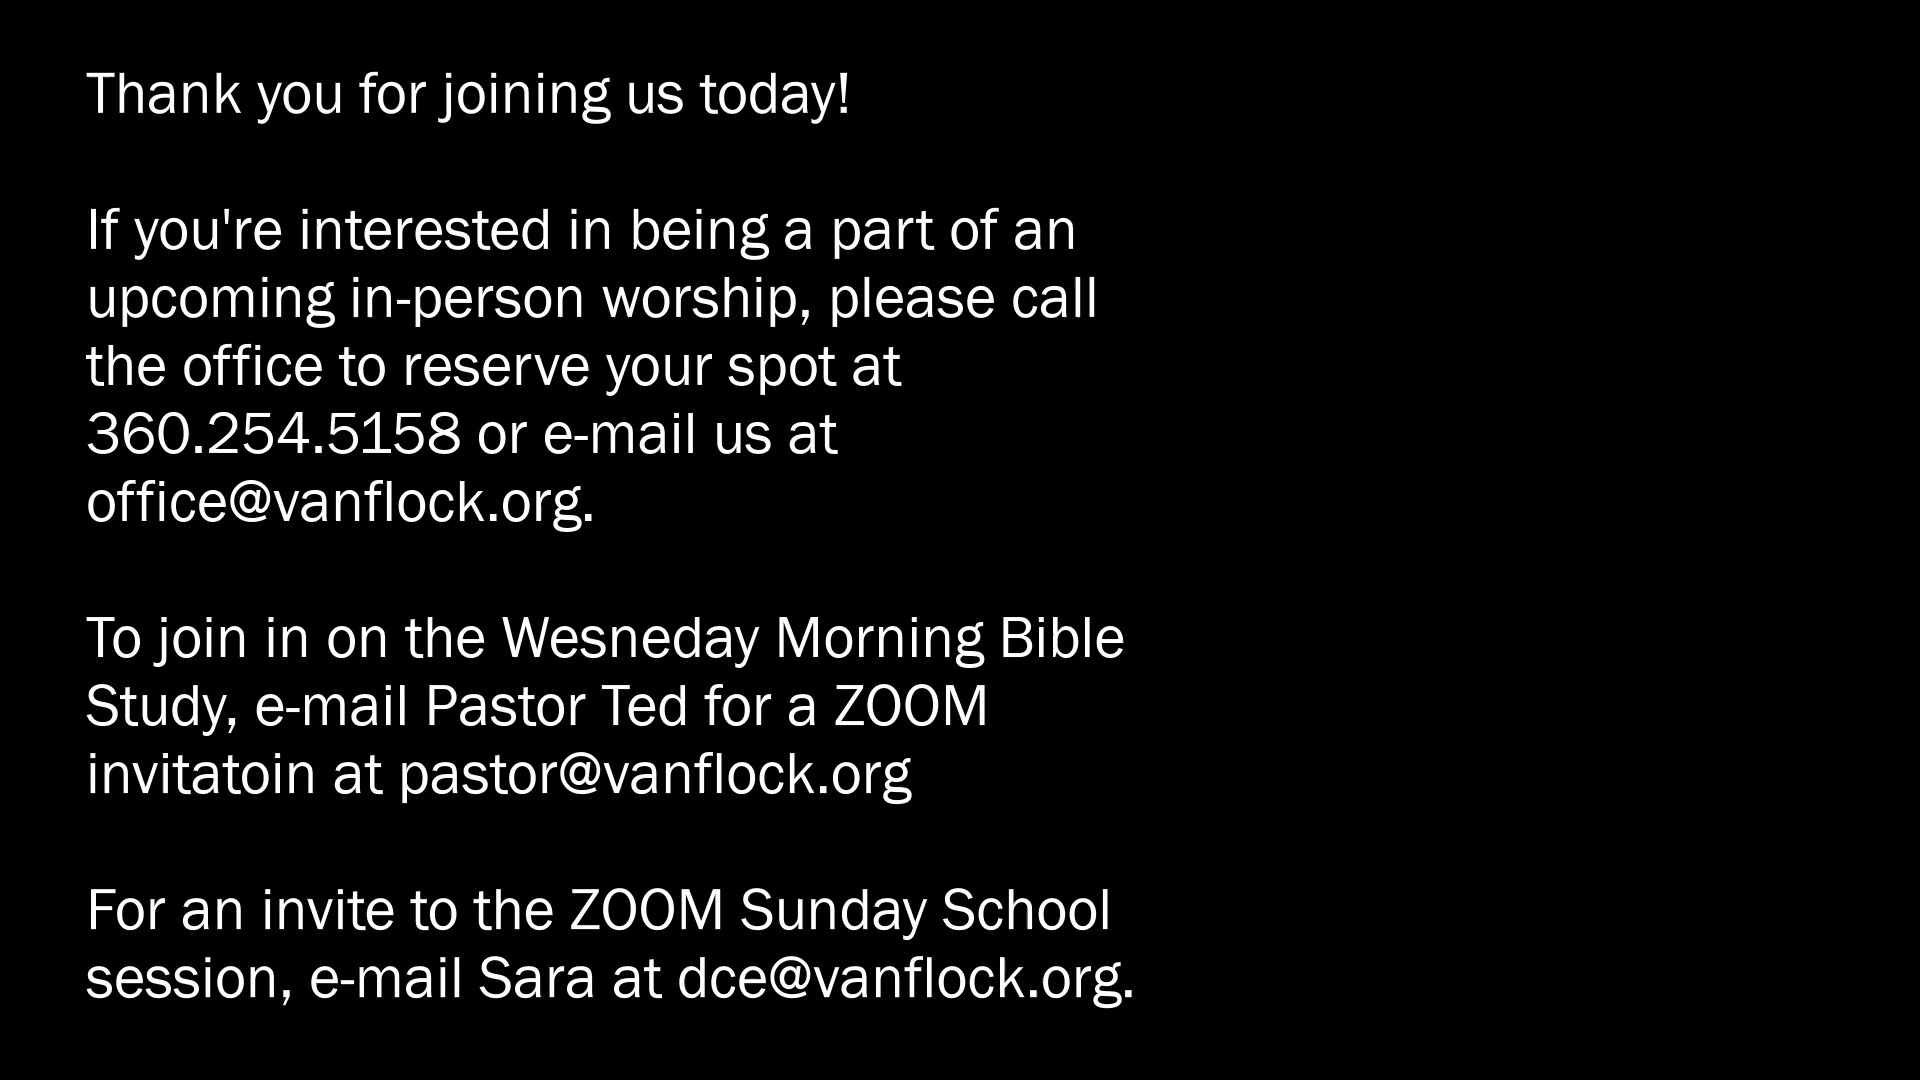 Thank you for joining us today!
If you're interested in being a part of an
upcoming in-person worship, please call
the office to reserve your spot at
360.254.5158 or e-mail us at
office@vanflock.org.
To join in on the Wesneday Morning Bible
Study, e-mail Pastor Ted for a ZOOM
invitatoin at pastor@vanflock.org
For an invite to the ZOOM Sunday School
session, e-mail Sara at dce@vanflock.org.